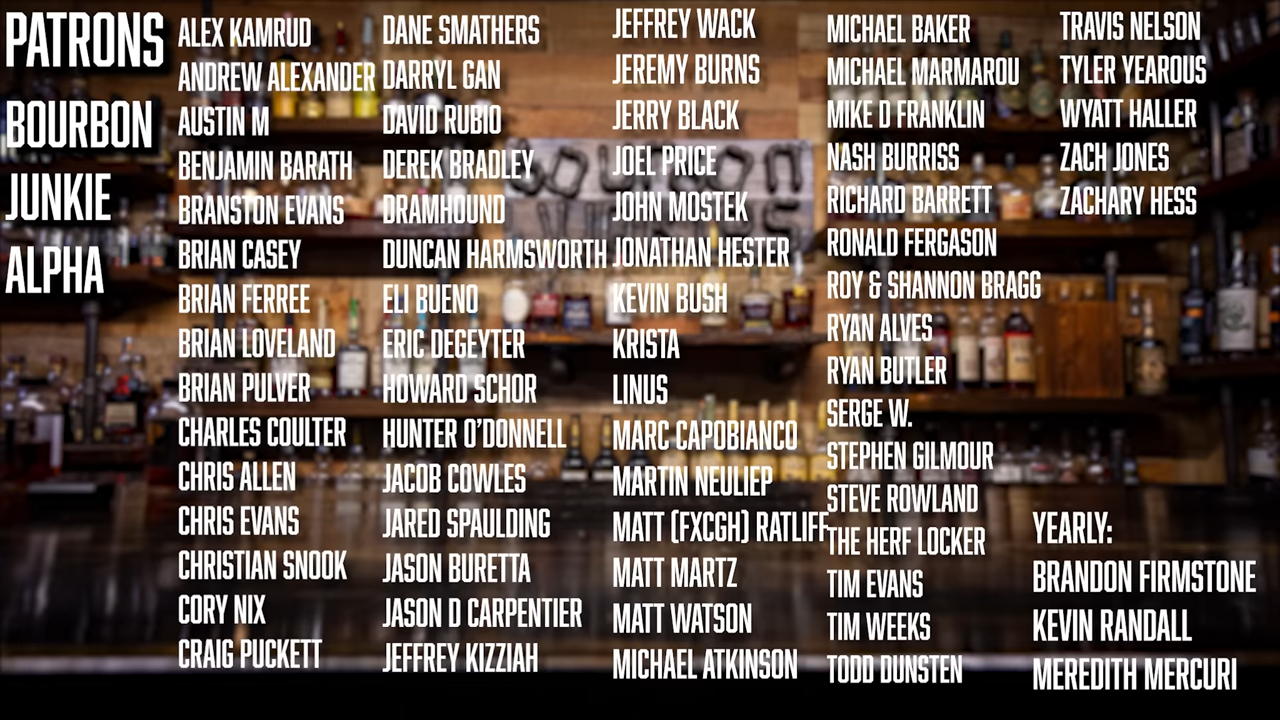 PATRONS
BOURBON
JUNKIE
ALPHA
ALEX KAMRUD
ANDREW ALEXANDER
AUSTIN M
BENJAMIN BARATH
BRANSTON EVANS
BRIAN CASEY
BRIAN FERREE
BRIAN LOVELAND
BRIAN PULVER
CHARLES COULTER
CHRIS ALLEN
CHRIS EVANS
CHRISTIAN SNOOK
CORY NIX
CRAIG PUCKETT
DANE SMATHERS
DARRYL GAN
DAVID RUBIO
DEREK BRADLEY
DRAMHOUND
DUNCAN HARMSWORTH
ELI BUENO
ERIC DEGEYTER
HOWARD SCHOR
HUNTER O'DONNELL
JACOB COWLES
JARED SPAULDING
JASON BURETTA
JASON D CARPENTIER
JEFFREY KIZZIAH
JEFFREY WACK
JEREMY BURNS
JERRY BLACK
JOEL PRICE
JOHN MOSTEK
JONATHAN HESTER
KEVIN BUSH
KRISTA
LINUS
MARC CAPOBIANCO
MARTIN NEULIEP
MATT (FXCGH) RATLIFF
MATT MARTZ
MATT WATSON
MICHAEL ATKINSON
MICHAEL BAKER
MICHAEL MARMAROU
MIKE D FRANKLIN
NASH BURRISS
RICHARD BARRETT
RONALD FERGASON
ROY & SHANNON BRAGG
RYAN ALVES
RYAN BUTLER
SERGE W.
STEPHEN GILMOUR
STEVE ROWLAND
THE HERF LOCKER
TIM EVANS
TIM WEEKS
TODD DUNSTEN
TRAVIS NELSON
TYLER YEAROUS
WYATT HALLER
ZACH JONES
ZACHARY HESS
YEARLY:
BRANDON FIRMSTONE
KEVIN RANDALL
MEREDITH MERCURI